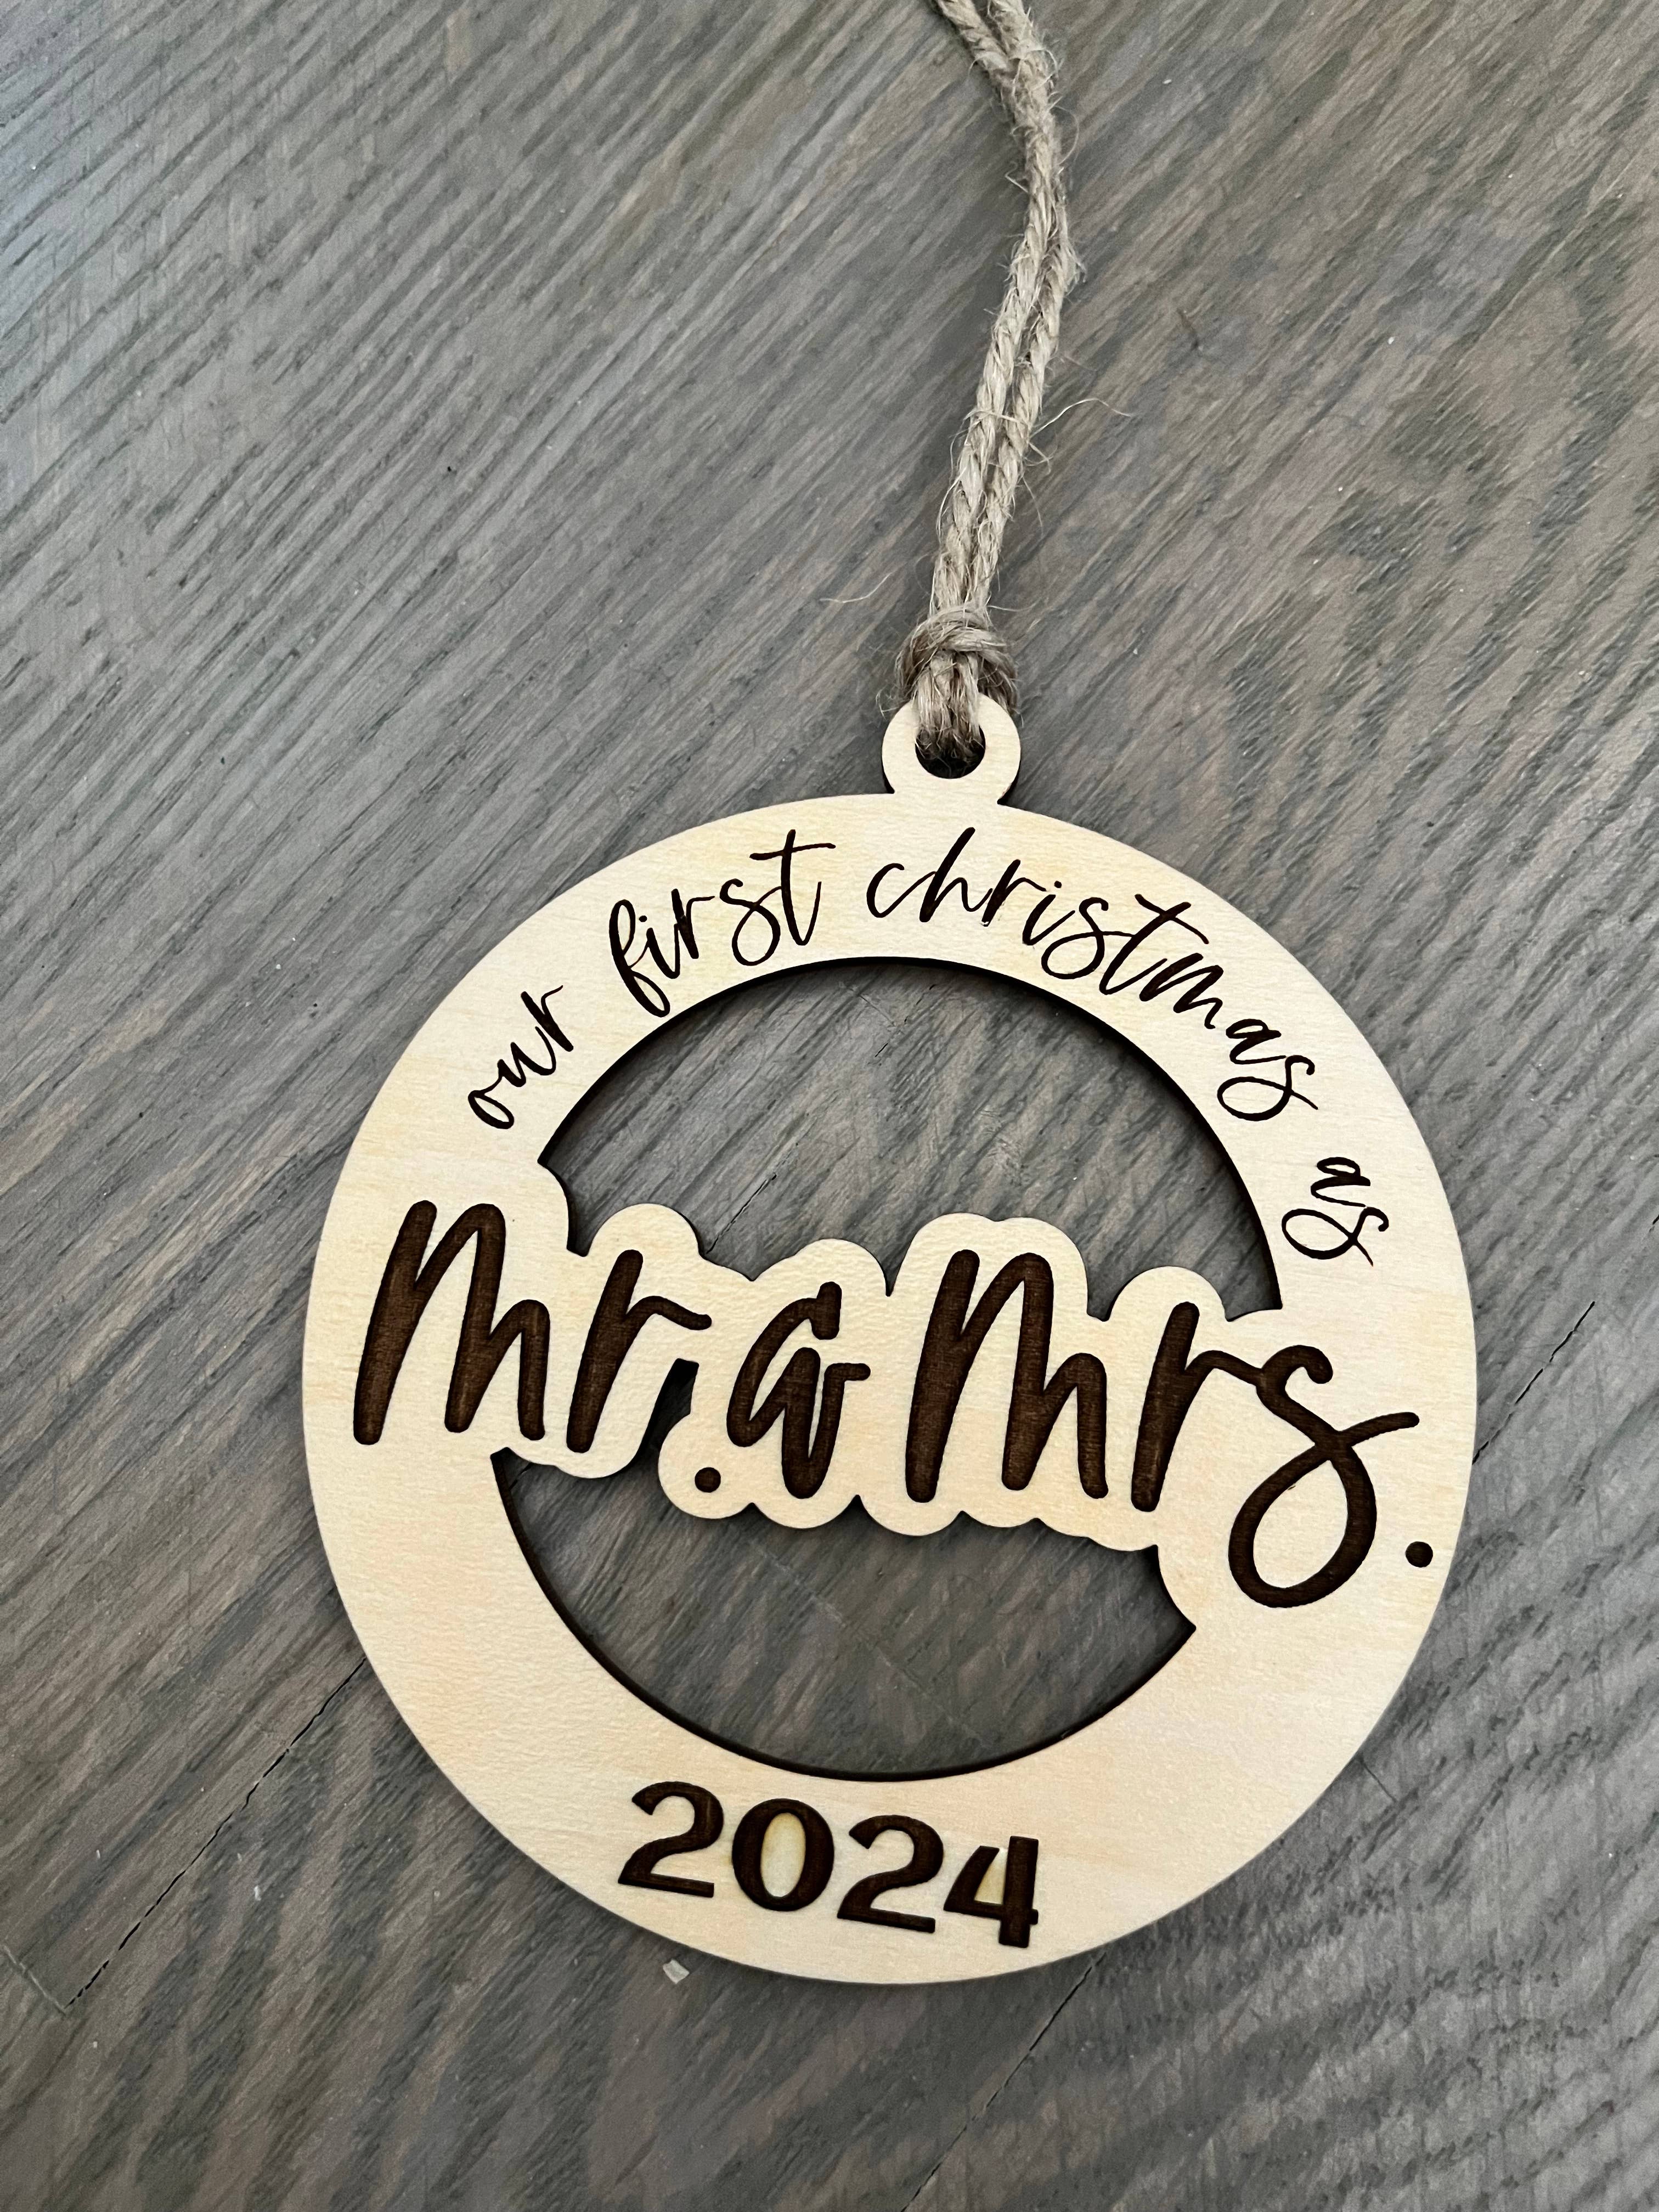 our first christmas as
Mr. & Mrs.
2024